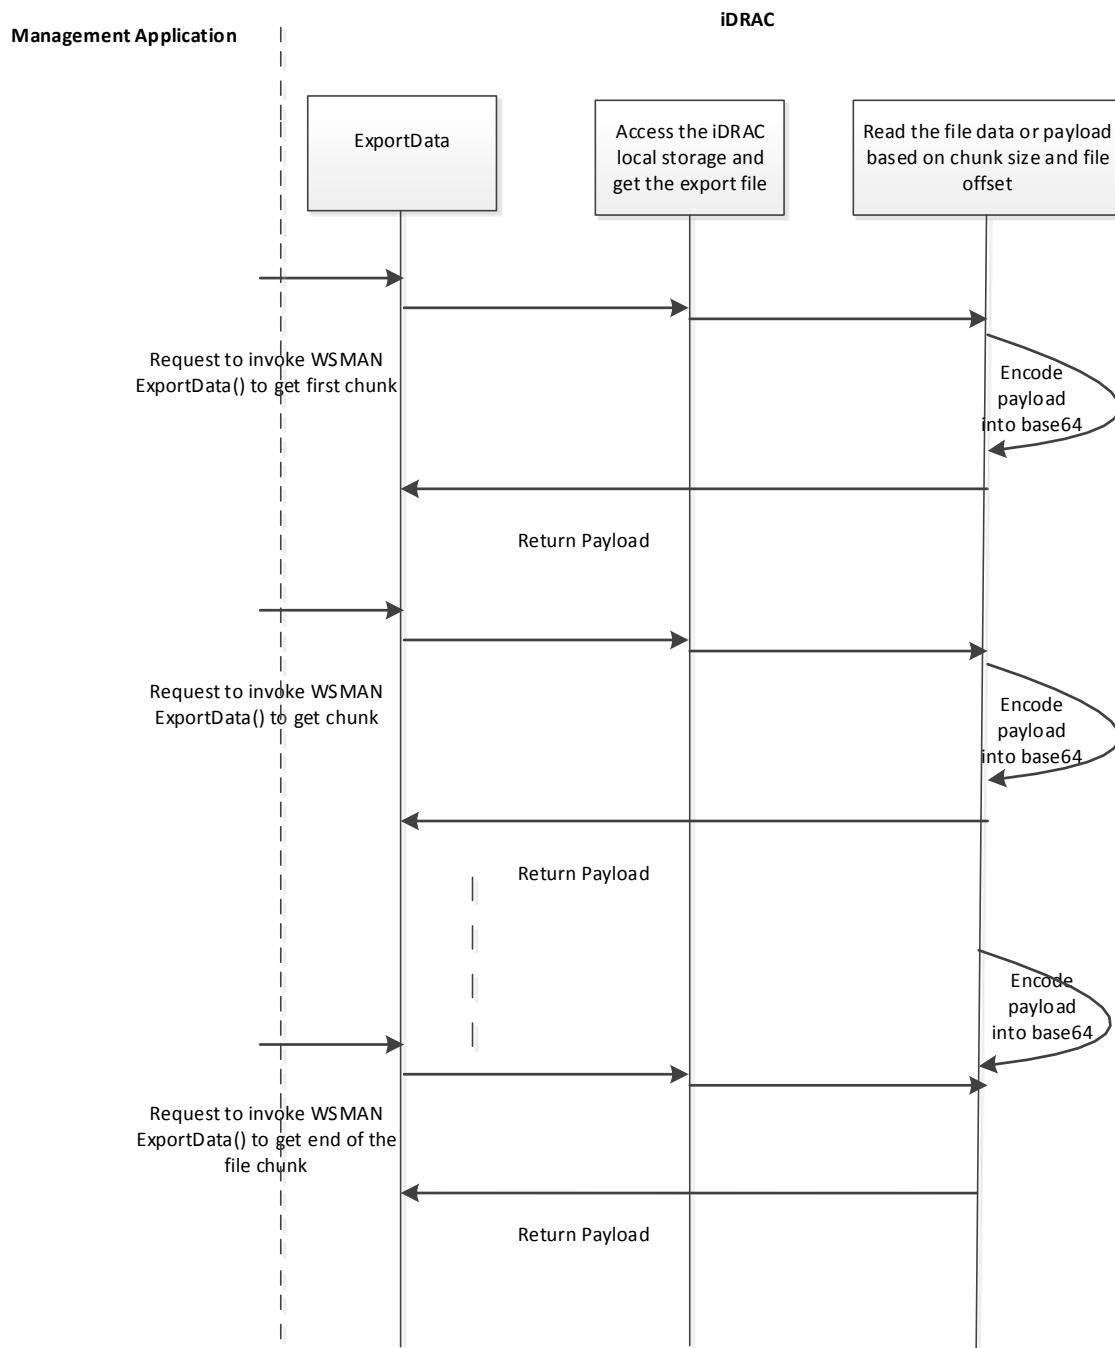 iDRAC
Management Application
ExportData
Access the iDRAC
local storage and
get the export file
Read the file data or payload
based on chunk size and file
offset
Request to invoke WSMAN
ExportData() to get first chunk
Encode
payload
into base64
Return Payload
Request to invoke WSMAN
ExportData() to get chunk
Encode
payload
into base64
Return Payload
Encode
payload
into base64
Request to invoke WSMAN
ExportData() to get end of the
file chunk
Return Payload